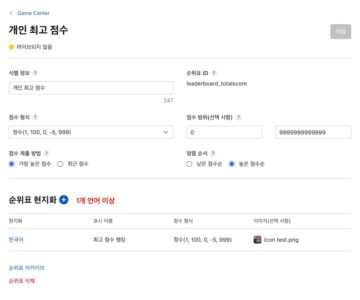 Game Center
개인 최고 점수
저장
라이브되지 않음
식별 정보 ?
순위표 ID ?
개인 최고 점수
leaderboard_totalscore
247
점수 형식 ?
점수 범위(선택 사항) ?
정수(1, 100, 0, -5, 999)
0
9999999999999
점수 제출 방법 ?
정렬 순서 ?
가장 높은 점수
최근 점수
낮은 점수순
높은 점수순
순위표 현지화
1개 언어 이상
현지화
표시 이름
점수 형식
이미지(선택 사항)
한국어
최고 점수 랭킹
정수(1, 100, 0, -5, 999)
Icon test.png
순위표 아카이브
순위표 삭제